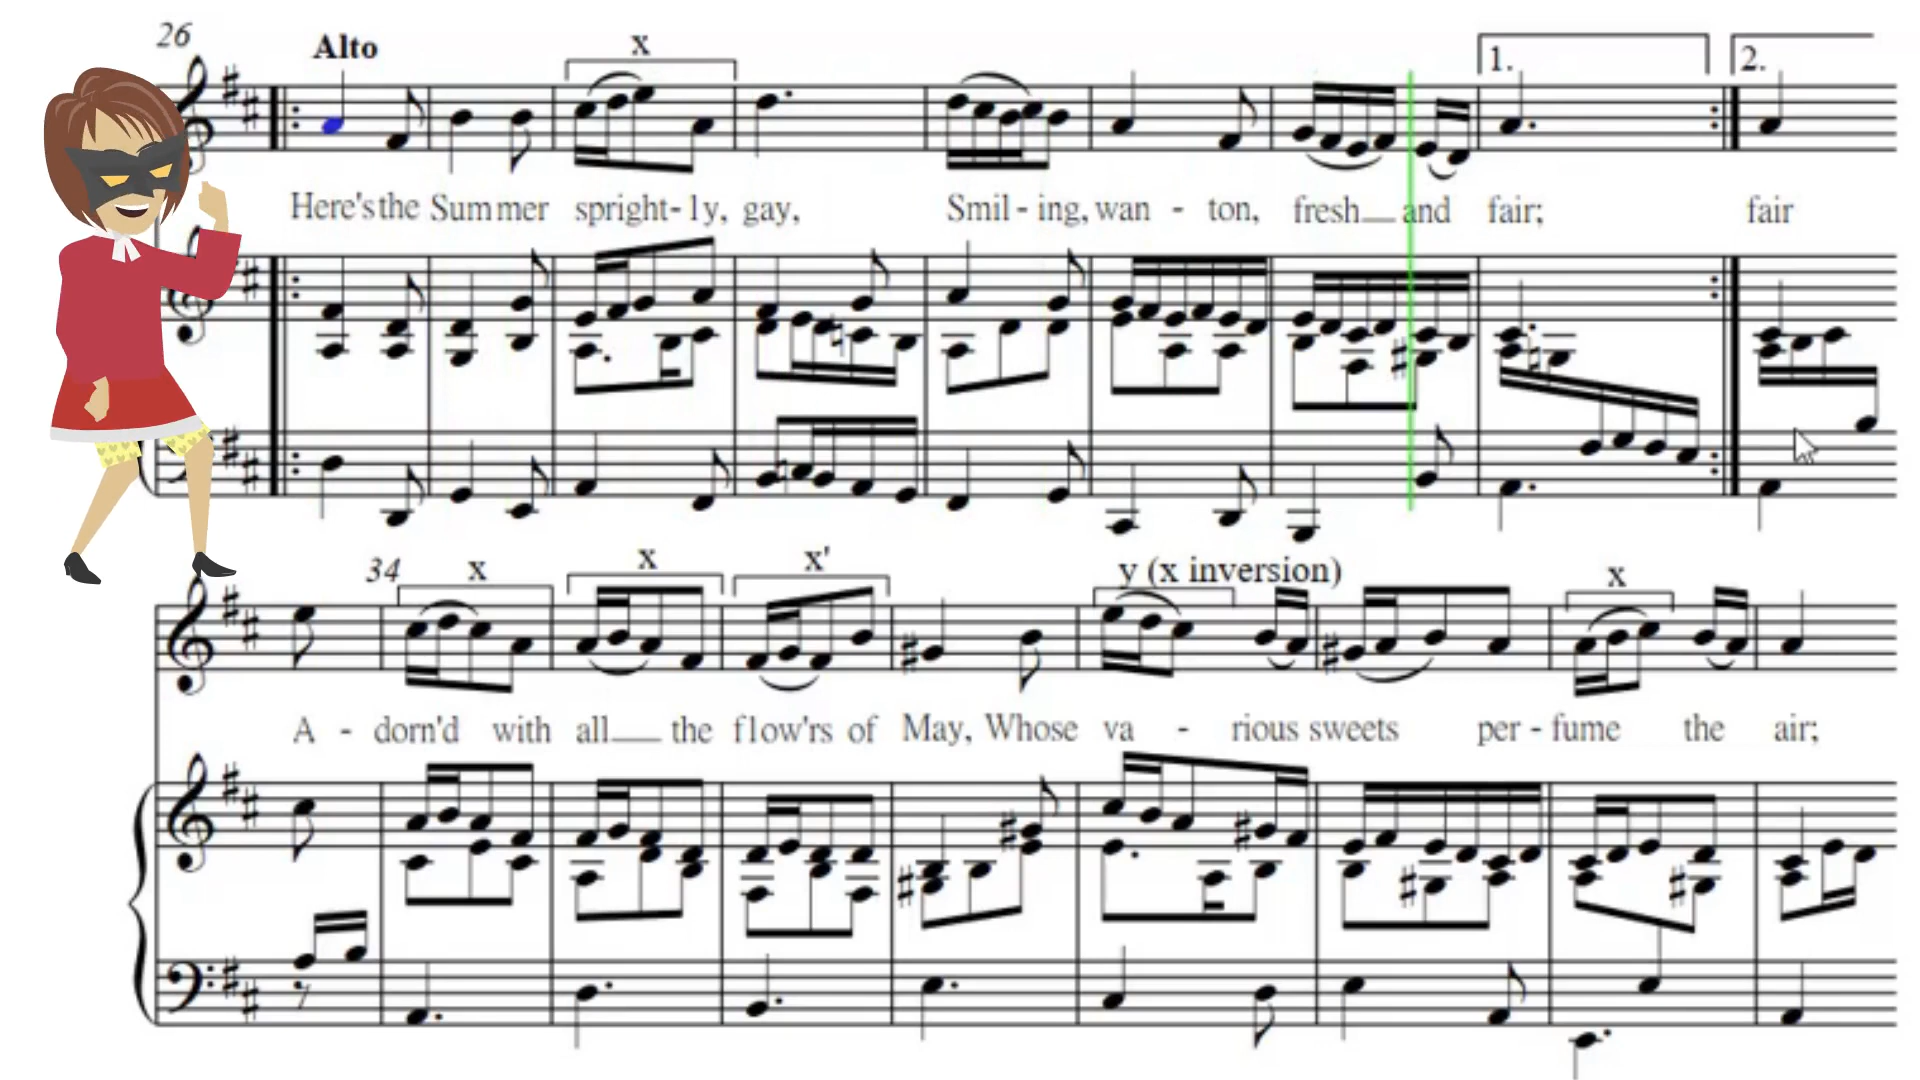 26
Alto
x
1.
2.
Here's the Summer spright-ly, gay, Smil-ing, wan - ton, fresh and fair; fair
34
x
x
x'
y (x inversion)
x
A - dorn'd with all the flow'rs of May, Whose va - rious sweets per-fume the air;